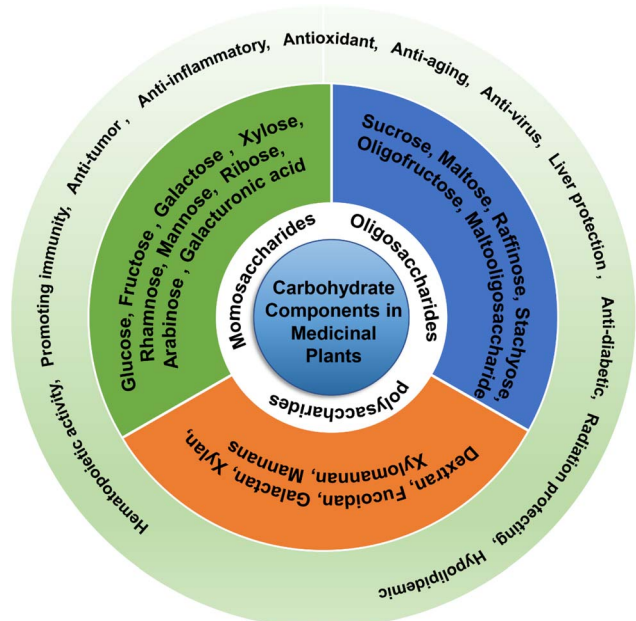 Hematopoietic activity, Promoting immunity, Anti-tumor , Anti-inflammatory, Antioxidant, Anti-aging, Anti-virus, Liver protection , Anti-diabetic, Radiation protecting, Hypolipidemic
Glucose, Fructose , Galactose , Xylose,
Rhamnose, Mannose , Ribose,
Arabinose , Galacturonic acid
Sucrose, Maltose, Raffinose, Stachyose,
Oligofructose, Maltooligosaccharide
Dextran, Fucoidan, Galactan, Xylan,
Xylomannan, Mannans
Momosaccharides
Oligosaccharides
polysaccharides
Carbohydrate
Components in
Medicinal
Plants